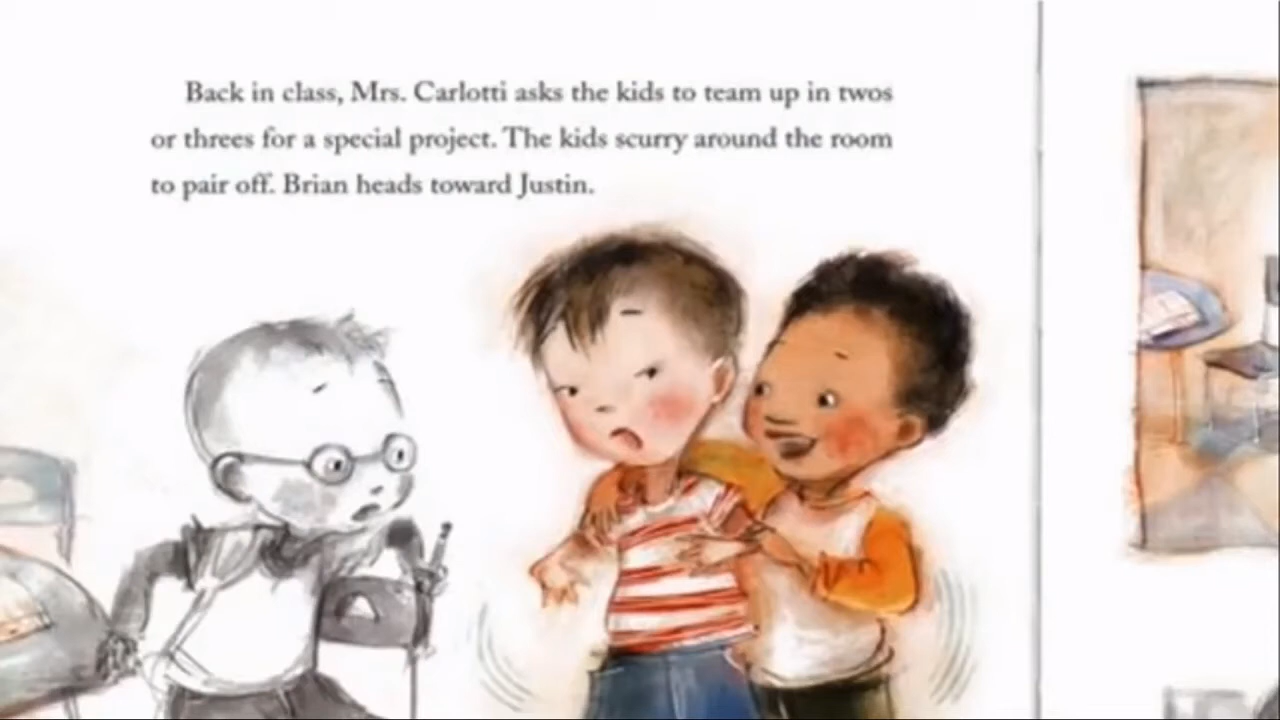 Back in class, Mrs. Carlotti asks the kids to team up in twos
or threes for a special project. The kids scurry around the room
to pair off. Brian heads toward Justin.